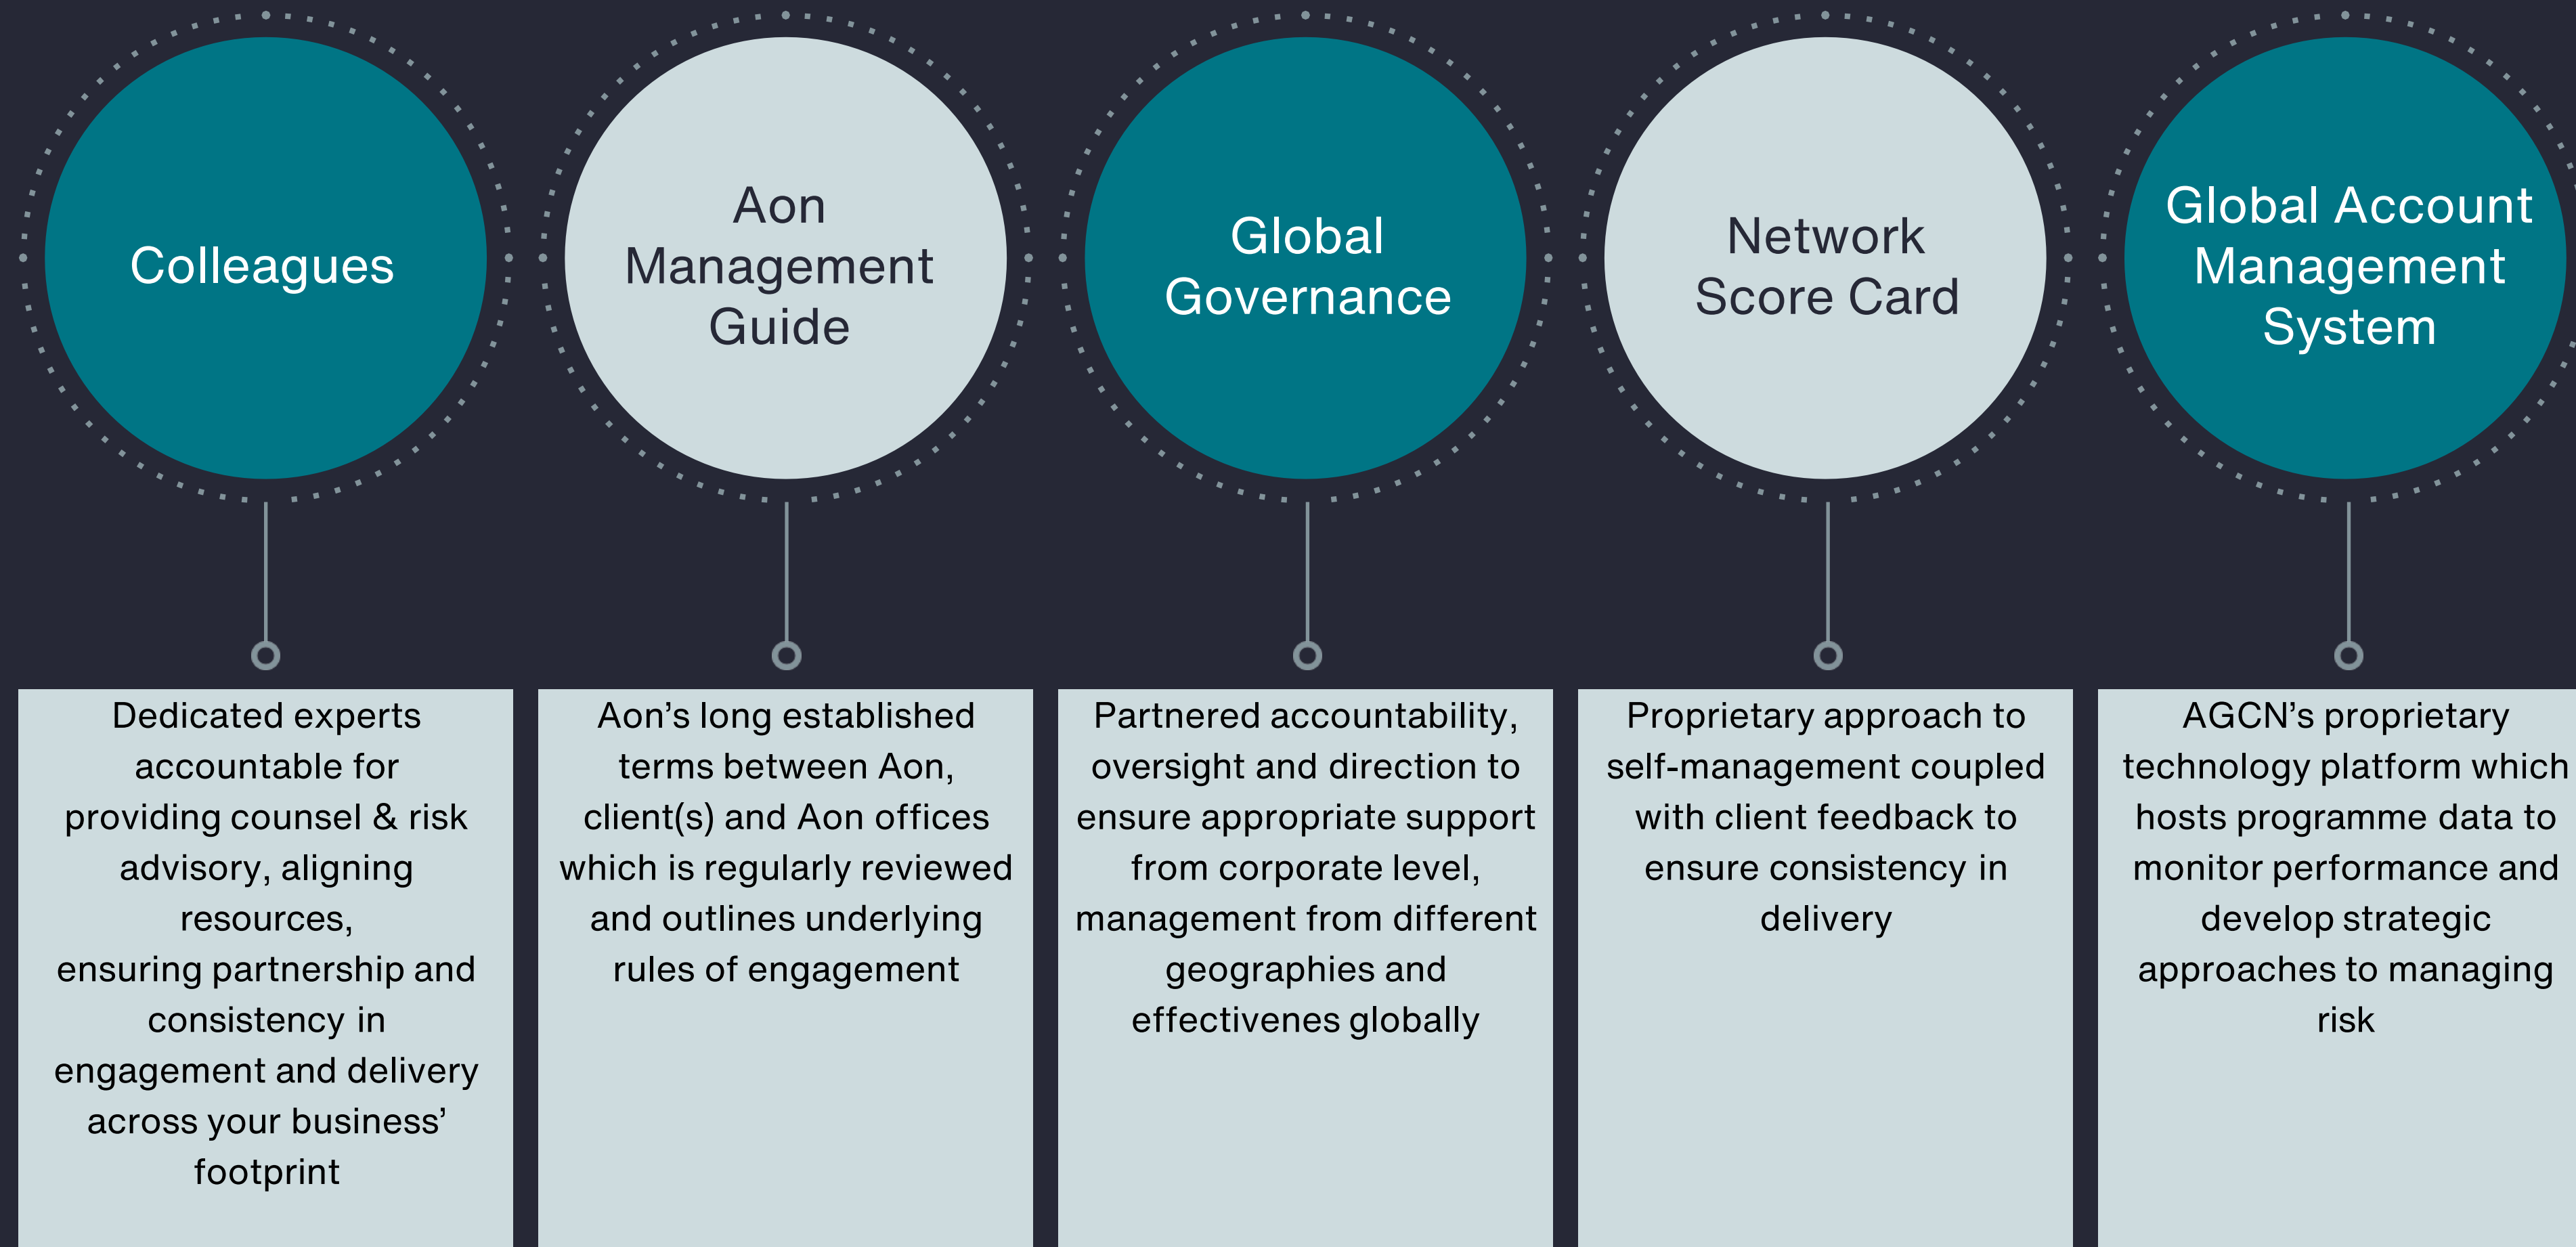 Colleagues
Aon
Management
Guide
Global
Governance
Network
Score Card
Global Account
Management
System
Dedicated experts
accountable for
providing counsel & risk
advisory, aligning
resources,
ensuring partnership and
consistency in
engagement and delivery
across your business’
footprint
Aon’s long established
terms between Aon,
client(s) and Aon offices
which is regularly reviewed
and outlines underlying
rules of engagement
Partnered accountability,
oversight and direction to
ensure appropriate support
from corporate level,
management from different
geographies and
effectivenes globally
Proprietary approach to
self-management coupled
with client feedback to
ensure consistency in
delivery
AGCN’s proprietary
technology platform which
hosts programme data to
monitor performance and
develop strategic
approaches to managing
risk